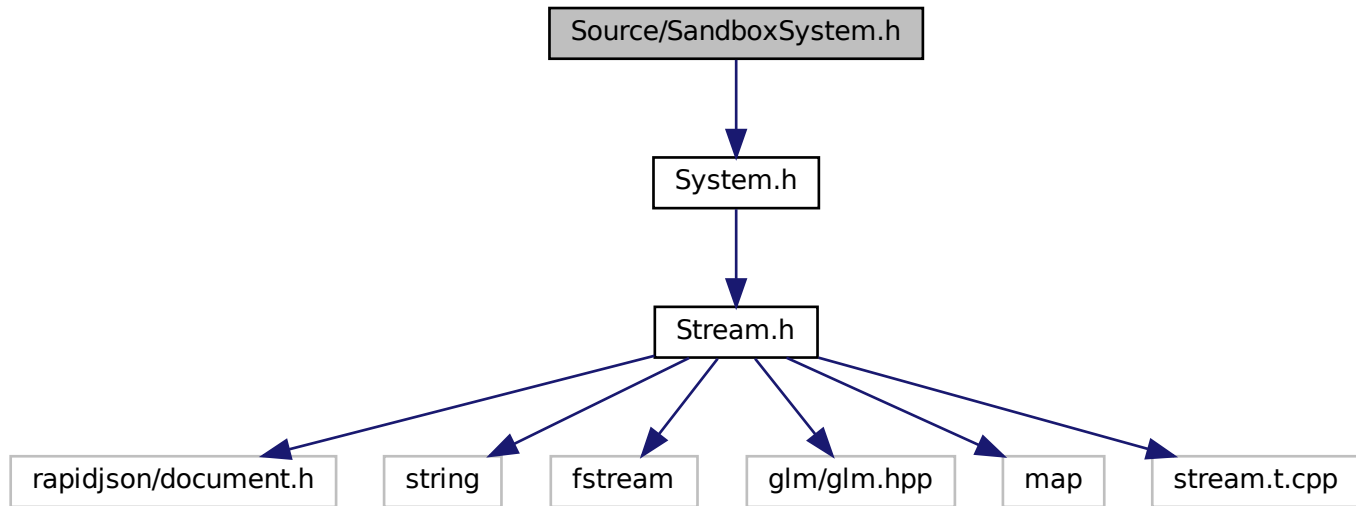 Source/SandboxSystem.h
System.h
Stream.h
rapidjson/document.h
string
fstream
glm/glm.hpp
map
stream.t.cpp